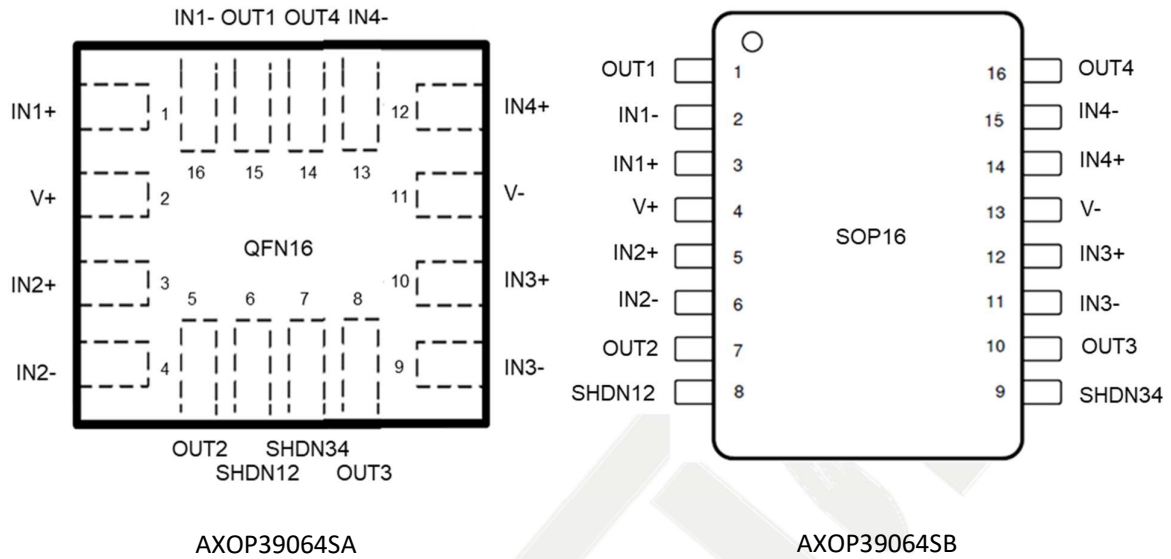 IN1- OUT1 OUT4 IN4-
IN1+ 1 12 IN4+
16 15 14 13
V+ 2 11 V-
QFN16
IN2+ 3 10 IN3+
5 6 7 8
IN2- 4 9 IN3-
OUT2 SHDN34
SHDN12 OUT3
AXOP39064SA
OUT1 1 16 OUT4
IN1- 2 15 IN4-
IN1+ 3 14 IN4+
V+ 4 13 V-
SOP16
IN2+ 5 12 IN3+
IN2- 6 11 IN3-
OUT2 7 10 OUT3
SHDN12 8 9 SHDN34
AXOP39064SB